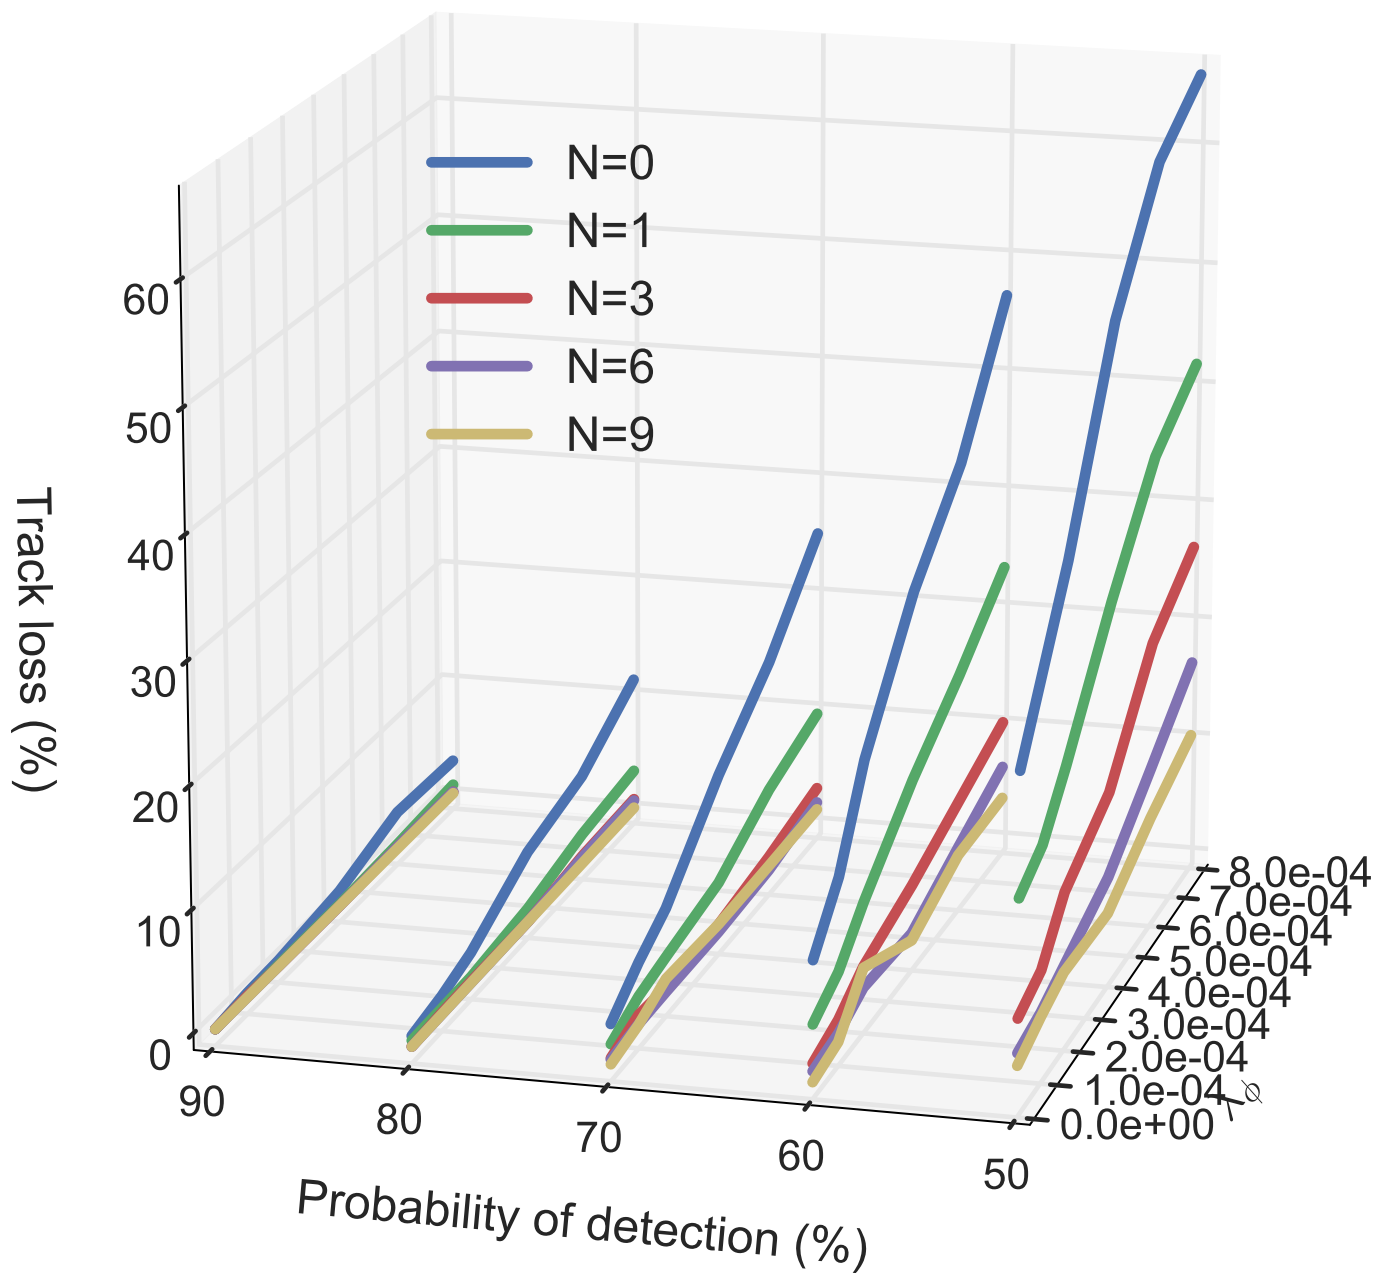 N=0
N=1
N=3
N=6
N=9
Track loss (%)
60
50
40
30
20
10
0
90
80
70
60
50
Probability of detection (%)
8.0e-04
7.0e-04
6.0e-04
5.0e-04
4.0e-04
3.0e-04
2.0e-04
1.0e-04
0.0e+00
λϕ